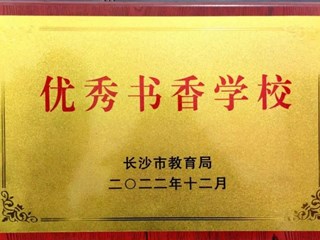 优秀书香学校
长沙市教育局
二〇二二年十二月